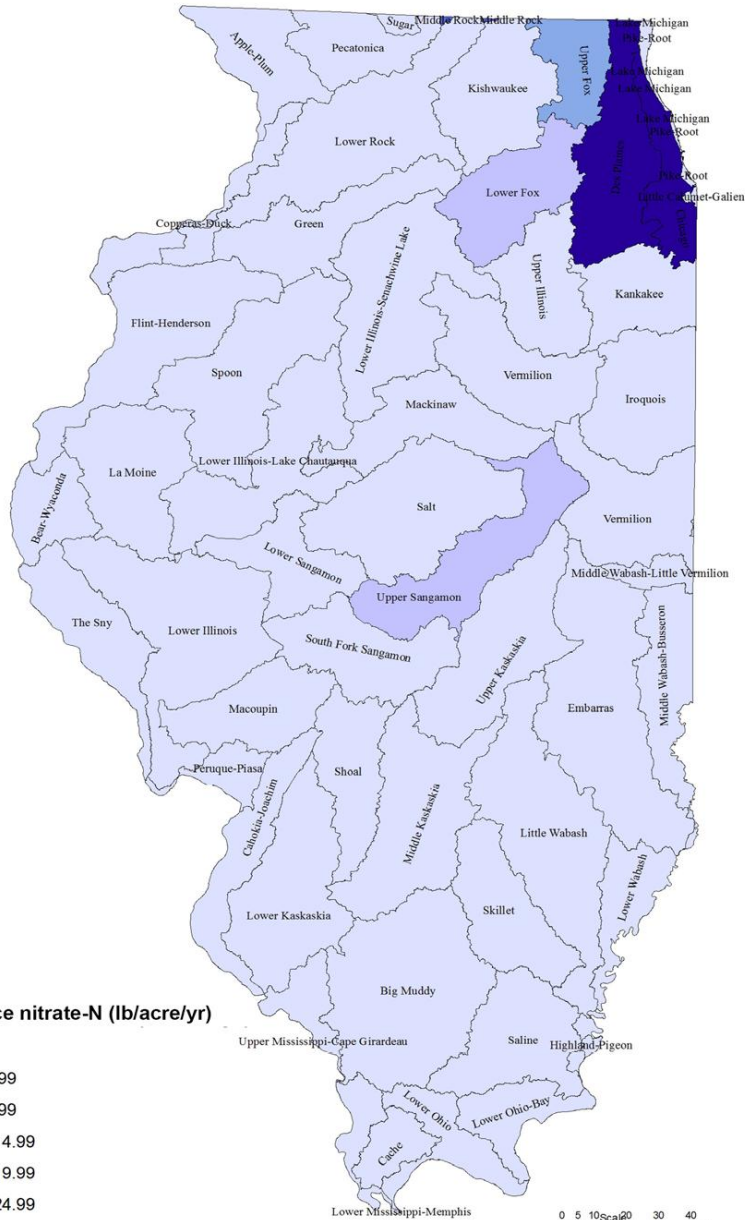 Sugar
Middle Rock
Middle Rock
Lake Michigan
Pike-Root
Apple-Plum
Pecatonica
Upper Fox
Lake Michigan
Kishwaukee
Lake Michigan
Lake Michigan
Pike-Root
Lower Rock
Des Plaines
Pike-Root
Lower Fox
Little Calumet-Galien
Copperas-Duck
Green
Chicago
Lower Illinois-Senachwine Lake
Upper Illinois
Kankakee
Flint-Henderson
Spoon
Vermilion
Mackinaw
Iroquois
Lower Illinois-Lake Chautauqua
La Moine
Bear-Wyaconda
Salt
Vermilion
Lower Sangamon
Middle Wabash-Little Vermilion
Upper Sangamon
The Sny
Lower Illinois
South Fork Sangamon
Upper Kaskaskia
Middle Wabash-Busseron
Macoupin
Embarras
Peruque-Piasa
Shoal
Cahokia-Joachim
Middle Kaskaskia
Little Wabash
Lower Wabash
Lower Kaskaskia
Skillet
Big Muddy
ce nitrate-N (lb/acre/yr)
Upper Mississippi-Cape Girardeau
Saline
Highland-Pigeon
99
99
4.99
9.99
24.99
Lower Ohio
Lower Ohio-Bay
Cache
Lower Mississippi-Memphis
0 5 10 20 30 40
Scale